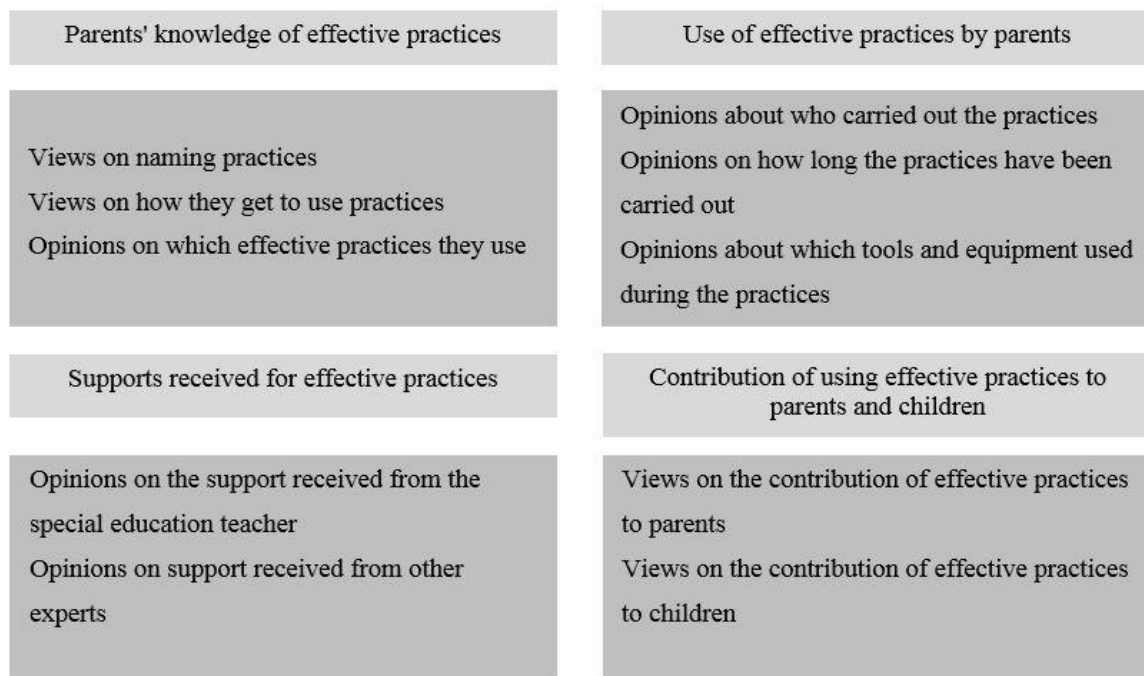 Parents' knowledge of effective practices
Views on naming practices
Views on how they get to use practices
Opinions on which effective practices they use
Use of effective practices by parents
Opinions about who carried out the practices
Opinions on how long the practices have been
carried out
Opinions about which tools and equipment used
during the practices
Supports received for effective practices
Opinions on the support received from the
special education teacher
Opinions on support received from other
experts
Contribution of using effective practices to
parents and children
Views on the contribution of effective practices
to parents
Views on the contribution of effective practices
to children